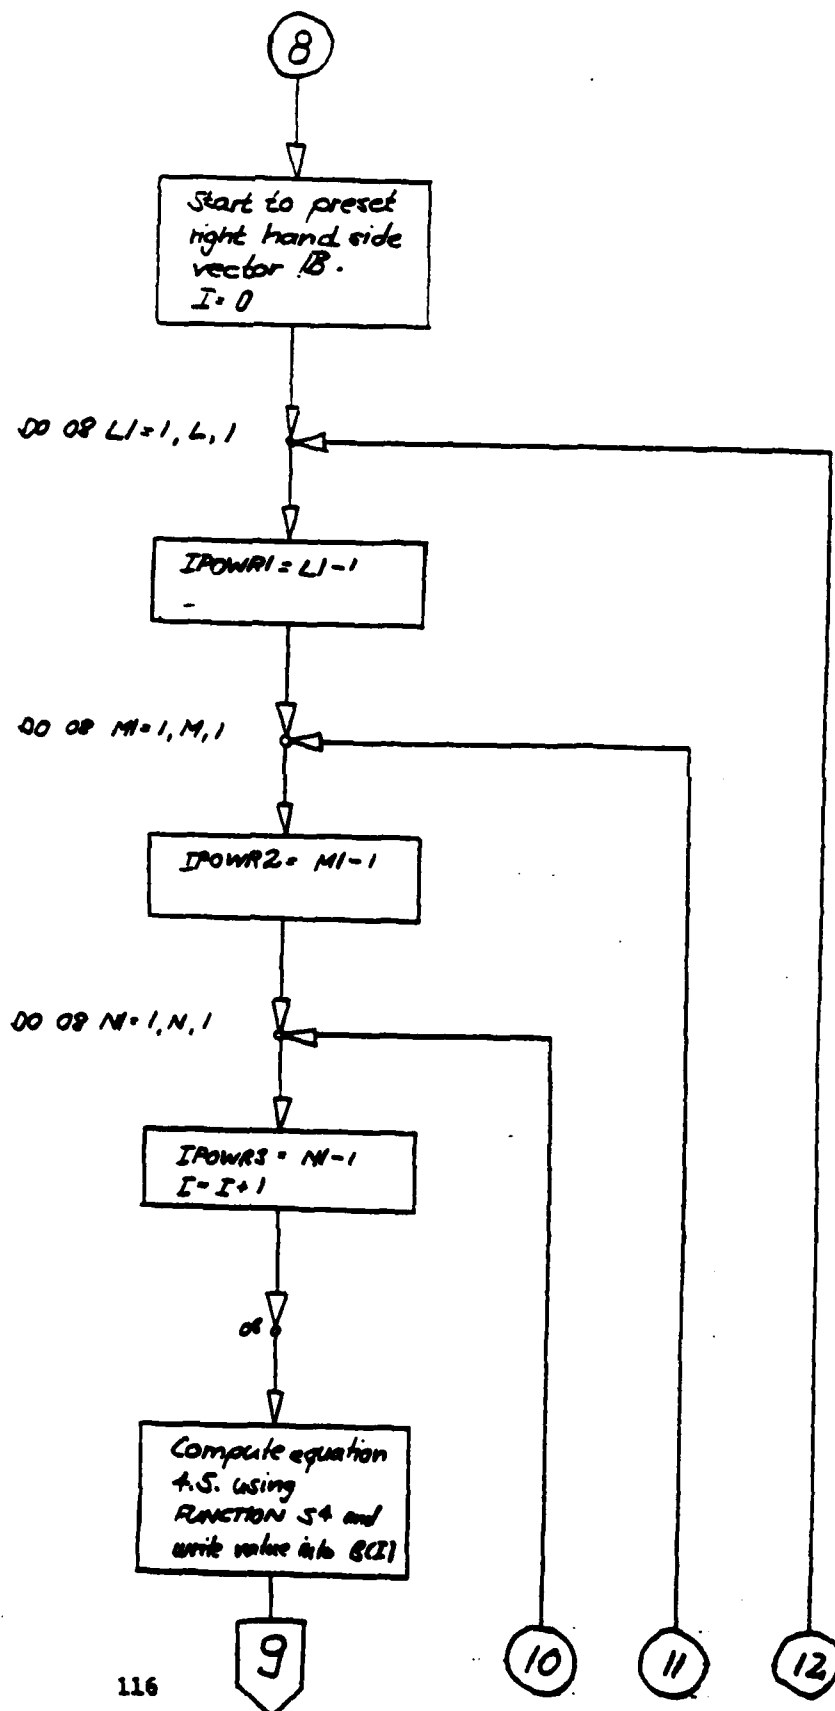 8
Start to preset
right hand side
vector B.
I=0
DO 08 L1=1, L, 1
IPOWR1 = L1-1
DO 08 M1=1, M, 1
IPOWR2= M1-1
DO 08 N1=1, N, 1
IPOWR3 = N1-1
I=I+1
08
Compute equation
4.5. using
FUNCTION S4 and
write value into B(I)
9
10
11
12
116